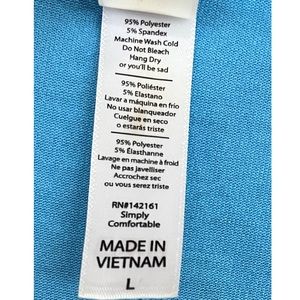 95% Polyester
5% Spandex
Machine Wash Cold
Do Not Bleach
Hang Dry
or you'll be sad
95% Poliéster
5% Elastano
Lavar a máquina en frío
No usar blanqueador
Cuelgue en seco
o estarás triste
95% Polyester
5% Élasthanne
Lavage en machine à froid
Ne pas javelliser
Accrochez sec
ou vous serez triste
RN#142161
Simply
Comfortable
MADE IN
VIETNAM
L